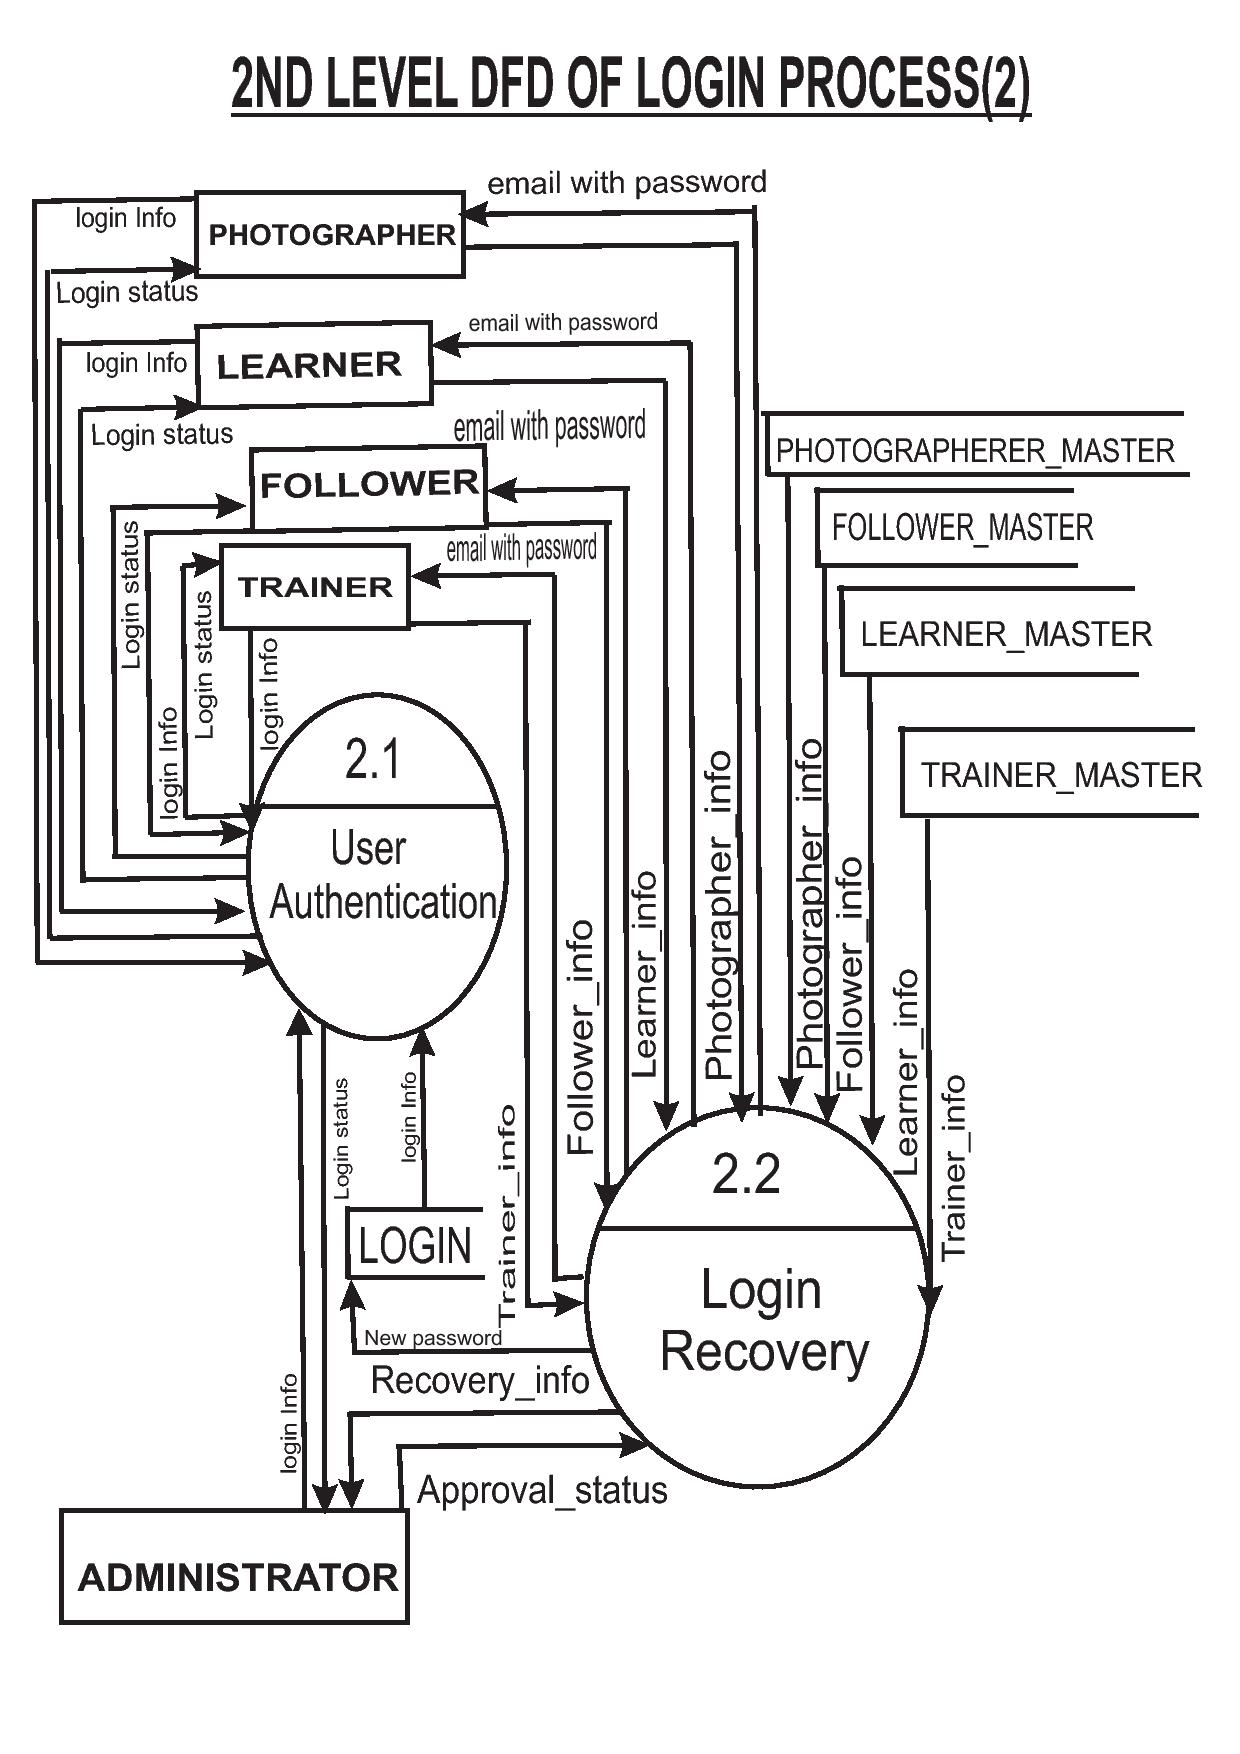 2ND LEVEL DFD OF LOGIN PROCESS(2)
email with password
login Info
PHOTOGRAPHER
Login status
email with password
login Info
LEARNER
Login status
email with password
PHOTOGRAPHERER_MASTER
FOLLOWER
FOLLOWER_MASTER
email with password
Login status
TRAINER
Login status
login Info
login Info
LEARNER_MASTER
2.1
User
Authentication
TRAINER_MASTER
Follower_info
Learner_info
Photographer_info
Photographer_info
Follower_info
Learner_info
Trainer_info
Login status
login Info
Trainer_info
2.2
Login
Recovery
LOGIN
New password
Recovery_info
login Info
Approval_status
ADMINISTRATOR